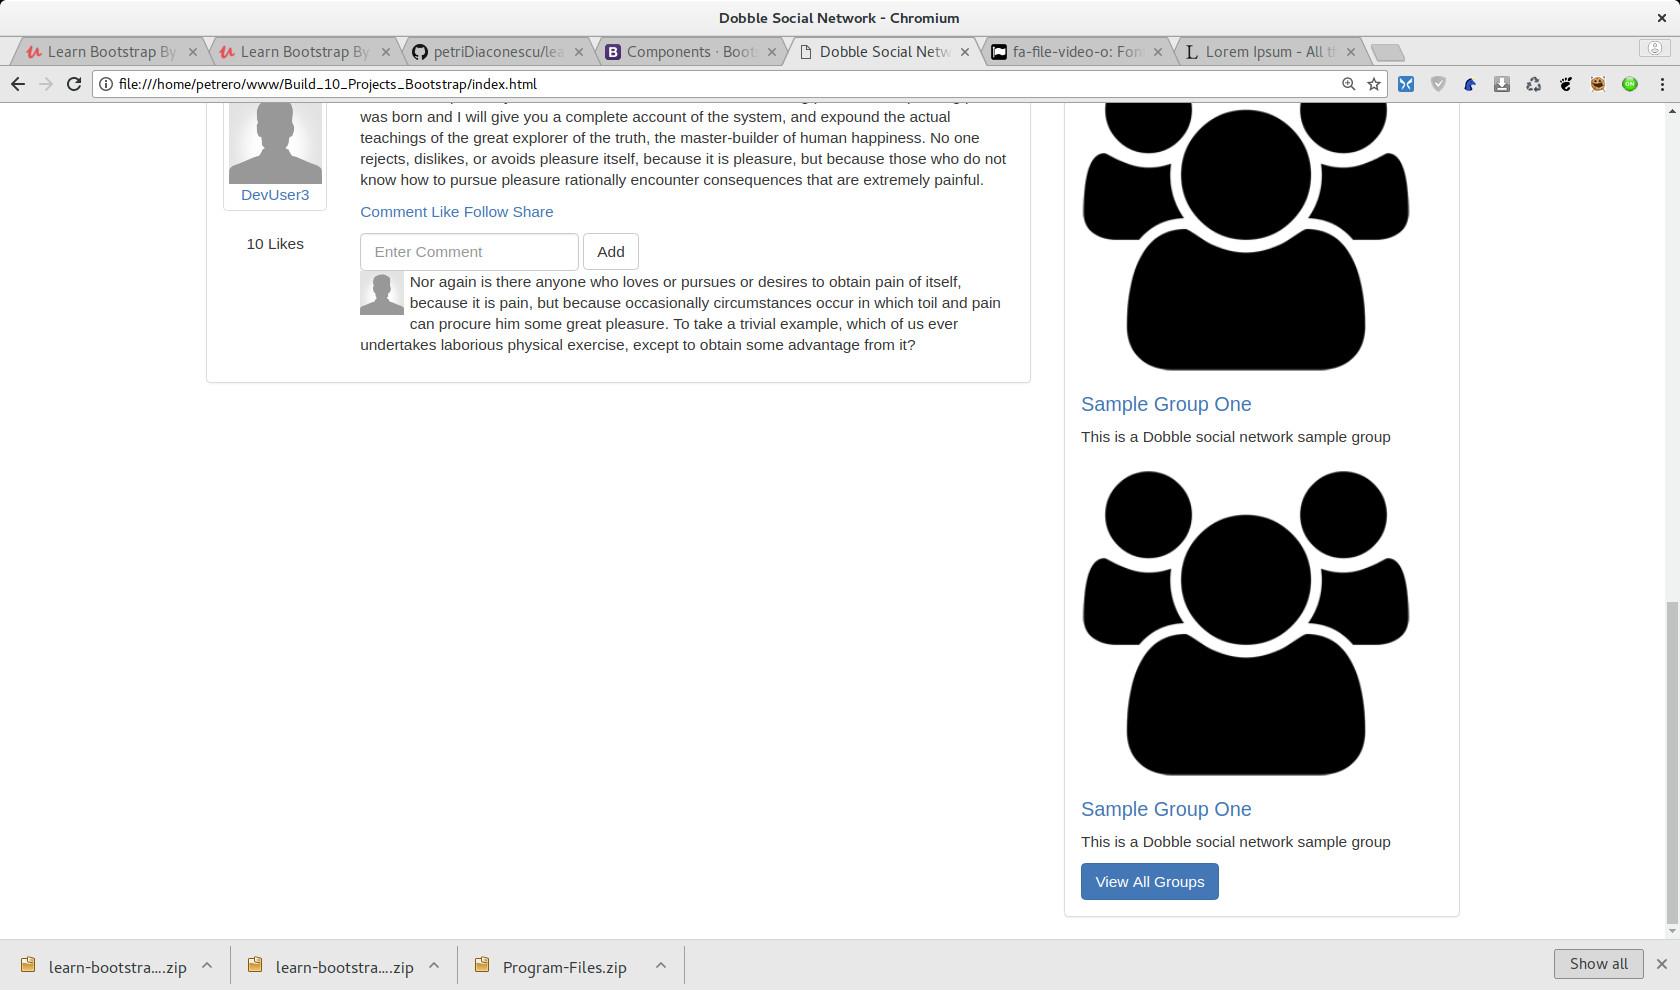 Dobble Social Network - Chromium
Learn Bootstrap By
Learn Bootstrap By
petriDiaconescu/lea
Components · Boot
Dobble Social Netw
fa-file-video-o: Fon
Lorem Ipsum - All t
file:///home/petrero/www/Build_10_Projects_Bootstrap/index.html
was born and I will give you a complete account of the system, and expound the actual
teachings of the great explorer of the truth, the master-builder of human happiness. No one
rejects, dislikes, or avoids pleasure itself, because it is pleasure, but because those who do not
know how to pursue pleasure rationally encounter consequences that are extremely painful.
DevUser3
Comment Like Follow Share
10 Likes
Enter Comment
Add
Nor again is there anyone who loves or pursues or desires to obtain pain of itself,
because it is pain, but because occasionally circumstances occur in which toil and pain
can procure him some great pleasure. To take a trivial example, which of us ever
undertakes laborious physical exercise, except to obtain some advantage from it?
Sample Group One
This is a Dobble social network sample group
Sample Group One
This is a Dobble social network sample group
View All Groups
learn-bootstra....zip
learn-bootstra....zip
Program-Files.zip
Show all